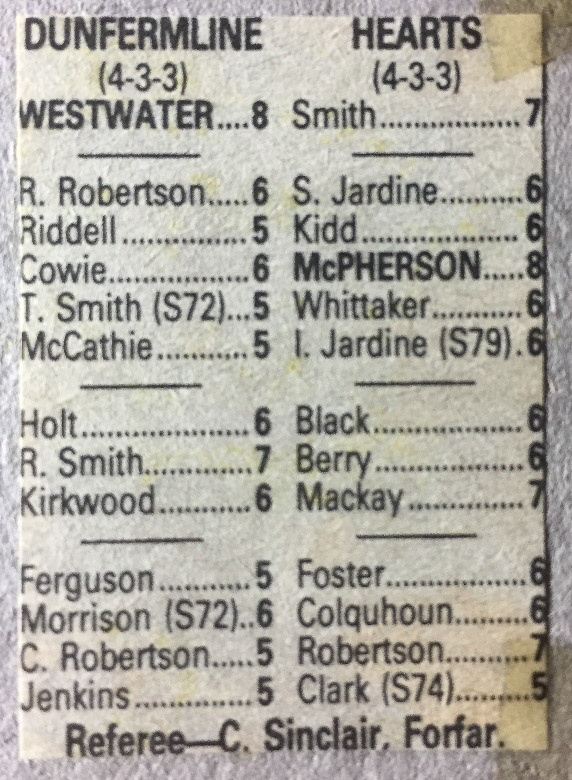 DUNFERMLINE HEARTS
(4-3-3) (4-3-3)
WESTWATER....8 Smith..................7
R. Robertson.....6 S. Jardine..........6
Riddell................5 Kidd....................6
Cowie..................6 McPHERSON.....8
T. Smith (S72)...5 Whittaker...........6
McCathie...........5 I. Jardine (S79).6
Holt.....................6 Black...................6
R. Smith.............7 Berry...................6
Kirkwood...........6 Mackay...............7
Ferguson...........5 Foster.................6
Morrison (S72)..6 Colquhoun.........6
C. Robertson.....5 Robertson..........7
Jenkins..............5 Clark (S74).........5
Referee—C. Sinclair, Forfar.